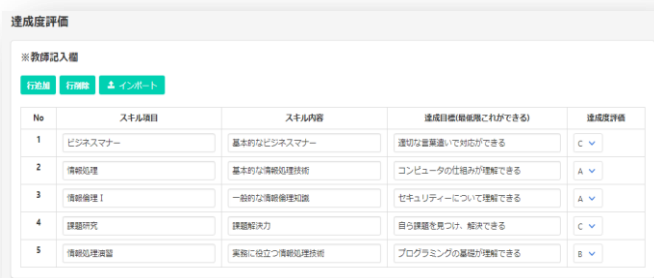 達成度評価
※教師記入欄
行追加 行削除 インポート
No スキル項目 スキル内容 達成目標(最低限これができる) 達成度評価
1 ビジネスマナー 基本的なビジネスマナー 適切な言葉遣いで対応ができる C
2 情報処理 基本的な情報処理技術 コンピュータの仕組みが理解できる A
3 情報倫理Ⅰ 一般的な情報倫理知識 セキュリティーについて理解できる A
4 課題研究 課題解決力 自ら課題を見つけ、解決できる C
5 情報処理演習 実務に役立つ情報処理技術 プログラミングの基礎が理解できる B